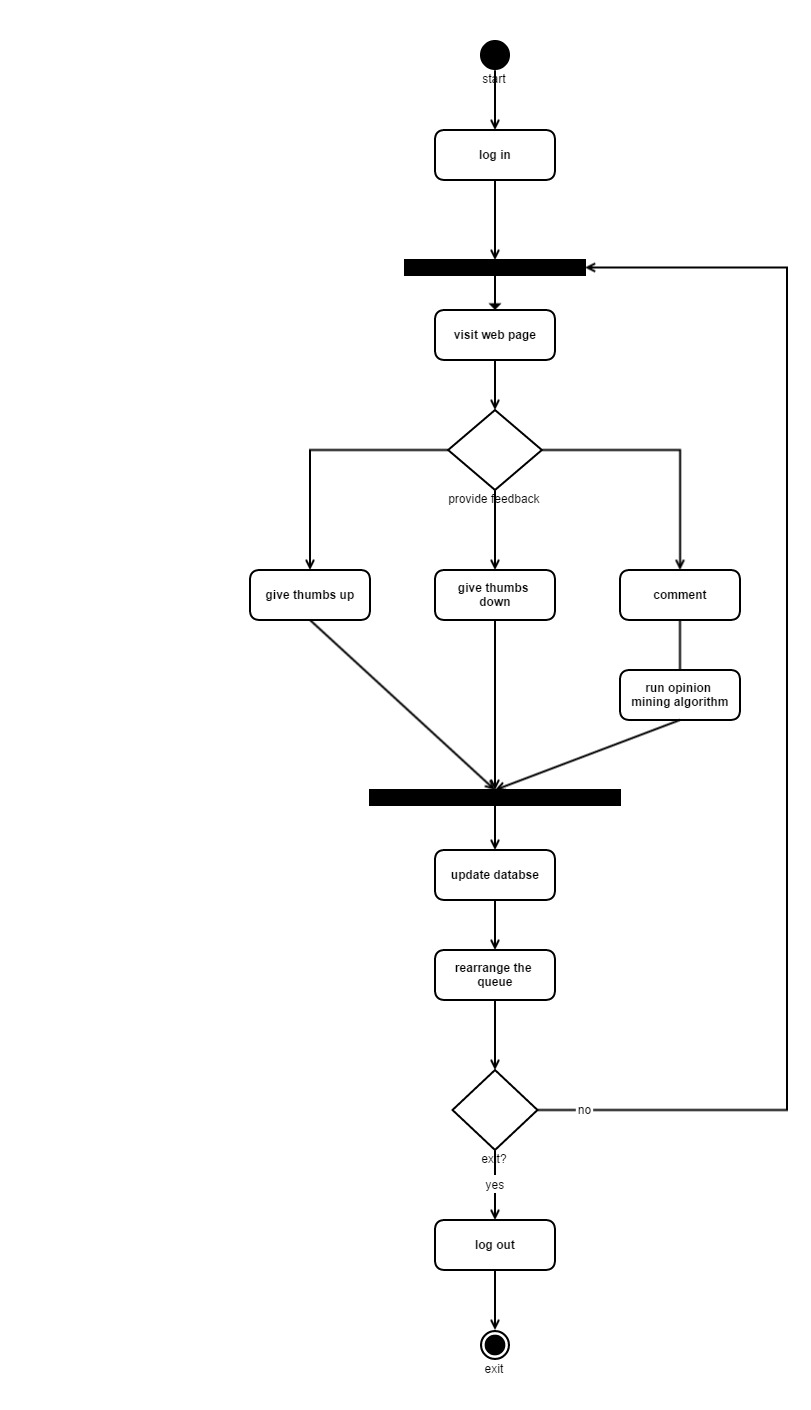 start
log in
visit web page
provide feedback
give thumbs up
give thumbs
down
comment
run opinion
mining algorithm
update databse
rearrange the
queue
no
exit?
yes
log out
exit